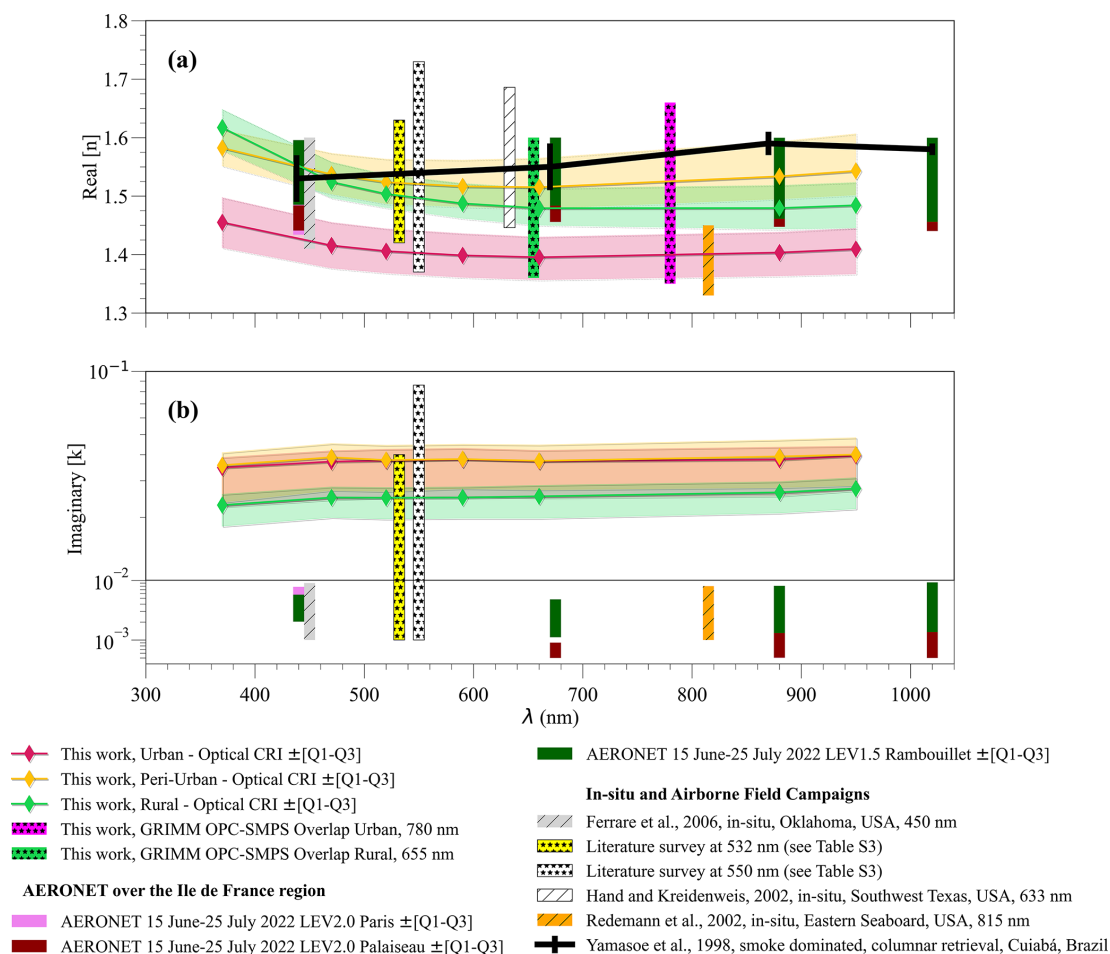 1.8
(a)
1.7
1.6
Real [n]
1.5
1.4
1.3
10⁻¹
(b)
Imaginary [k]
10⁻²
10⁻³
300 400 500 600 700 800 900 1000
λ (nm)
This work, Urban - Optical CRI ±[Q1-Q3]
This work, Peri-Urban - Optical CRI ±[Q1-Q3]
This work, Rural - Optical CRI ±[Q1-Q3]
This work, GRIMM OPC-SMPS Overlap Urban, 780 nm
This work, GRIMM OPC-SMPS Overlap Rural, 655 nm
AERONET over the Ile de France region
AERONET 15 June-25 July 2022 LEV2.0 Paris ±[Q1-Q3]
AERONET 15 June-25 July 2022 LEV2.0 Palaiseau ±[Q1-Q3]
AERONET 15 June-25 July 2022 LEV1.5 Rambouillet ±[Q1-Q3]
In-situ and Airborne Field Campaigns
Ferrare et al., 2006, in-situ, Oklahoma, USA, 450 nm
Literature survey at 532 nm (see Table S3)
Literature survey at 550 nm (see Table S3)
Hand and Kreidenweis, 2002, in-situ, Southwest Texas, USA, 633 nm
Redemann et al., 2002, in-situ, Eastern Seaboard, USA, 815 nm
Yamasoe et al., 1998, smoke dominated, columnar retrieval, Cuiabá, Brazil